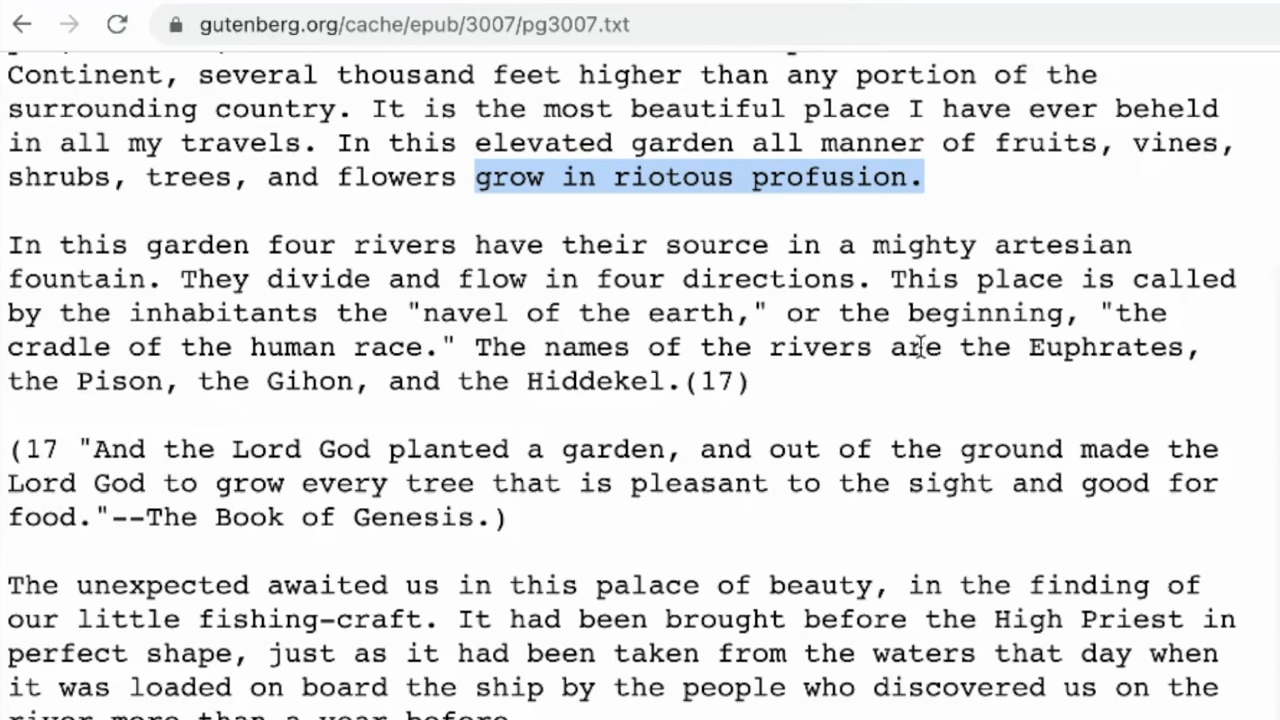 gutenberg.org/cache/epub/3007/pg3007.txt
Continent, several thousand feet higher than any portion of the
surrounding country. It is the most beautiful place I have ever beheld
in all my travels. In this elevated garden all manner of fruits, vines,
shrubs, trees, and flowers grow in riotous profusion.
In this garden four rivers have their source in a mighty artesian
fountain. They divide and flow in four directions. This place is called
by the inhabitants the "navel of the earth," or the beginning, "the
cradle of the human race." The names of the rivers are the Euphrates,
the Pison, the Gihon, and the Hiddekel.(17)
(17 "And the Lord God planted a garden, and out of the ground made the
Lord God to grow every tree that is pleasant to the sight and good for
food."--The Book of Genesis.)
The unexpected awaited us in this palace of beauty, in the finding of
our little fishing-craft. It had been brought before the High Priest in
perfect shape, just as it had been taken from the waters that day when
it was loaded on board the ship by the people who discovered us on the
river more than a year before.